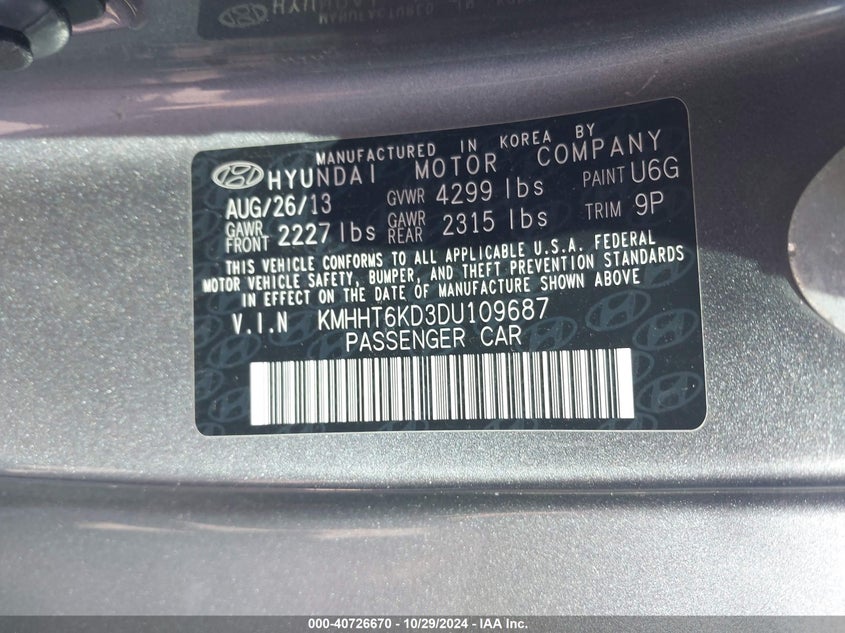 MANUFACTURED IN KOREA BY
HYUNDAI MOTOR COMPANY
AUG/26/13 GVWR 4299 lbs PAINT U6G
GAWR FRONT 2227 lbs GAWR REAR 2315 lbs TRIM 9P
THIS VEHICLE CONFORMS TO ALL APPLICABLE U.S.A. FEDERAL
MOTOR VEHICLE SAFETY, BUMPER, AND THEFT PREVENTION STANDARDS
IN EFFECT ON THE DATE OF MANUFACTURE SHOWN ABOVE
V.I.N KMHHT6KD3DU109687
PASSENGER CAR
000-40726670 - 10/29/2024 - IAA Inc.